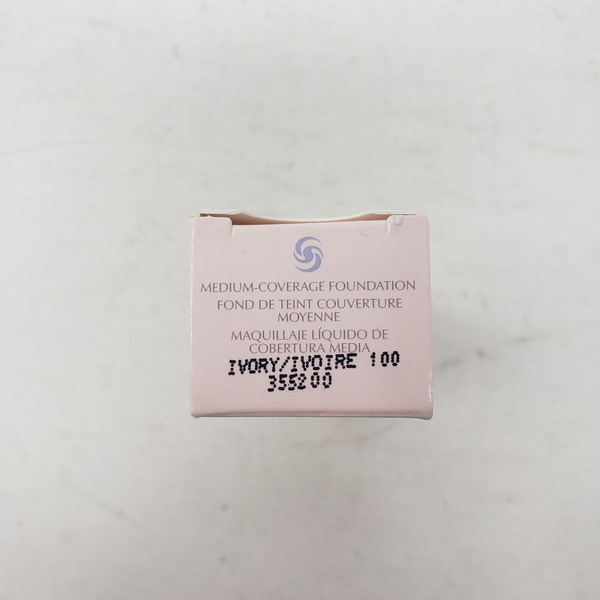 MEDIUM-COVERAGE FOUNDATION
FOND DE TEINT COUVERTURE
MOYENNE
MAQUILLAJE LÍQUIDO DE
COBERTURA MEDIA
IVORY/IVOIRE 100
355200